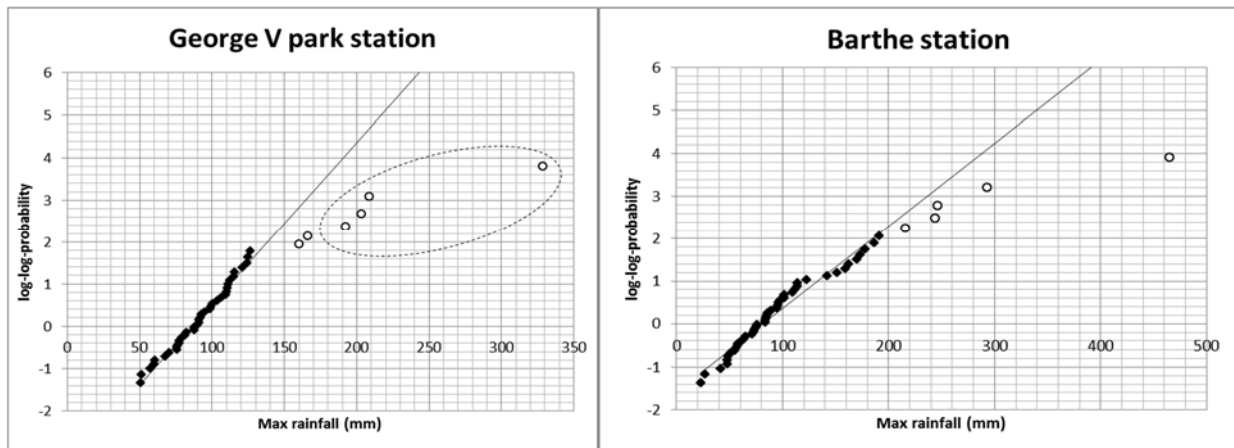 George V park station
6
5
4
3
2
1
0
-1
-2
0 50 100 150 200 250 300 350
log-log-probability
Max rainfall (mm)
Barthe station
6
5
4
3
2
1
0
-1
-2
0 100 200 300 400 500
log-log-probability
Max rainfall (mm)